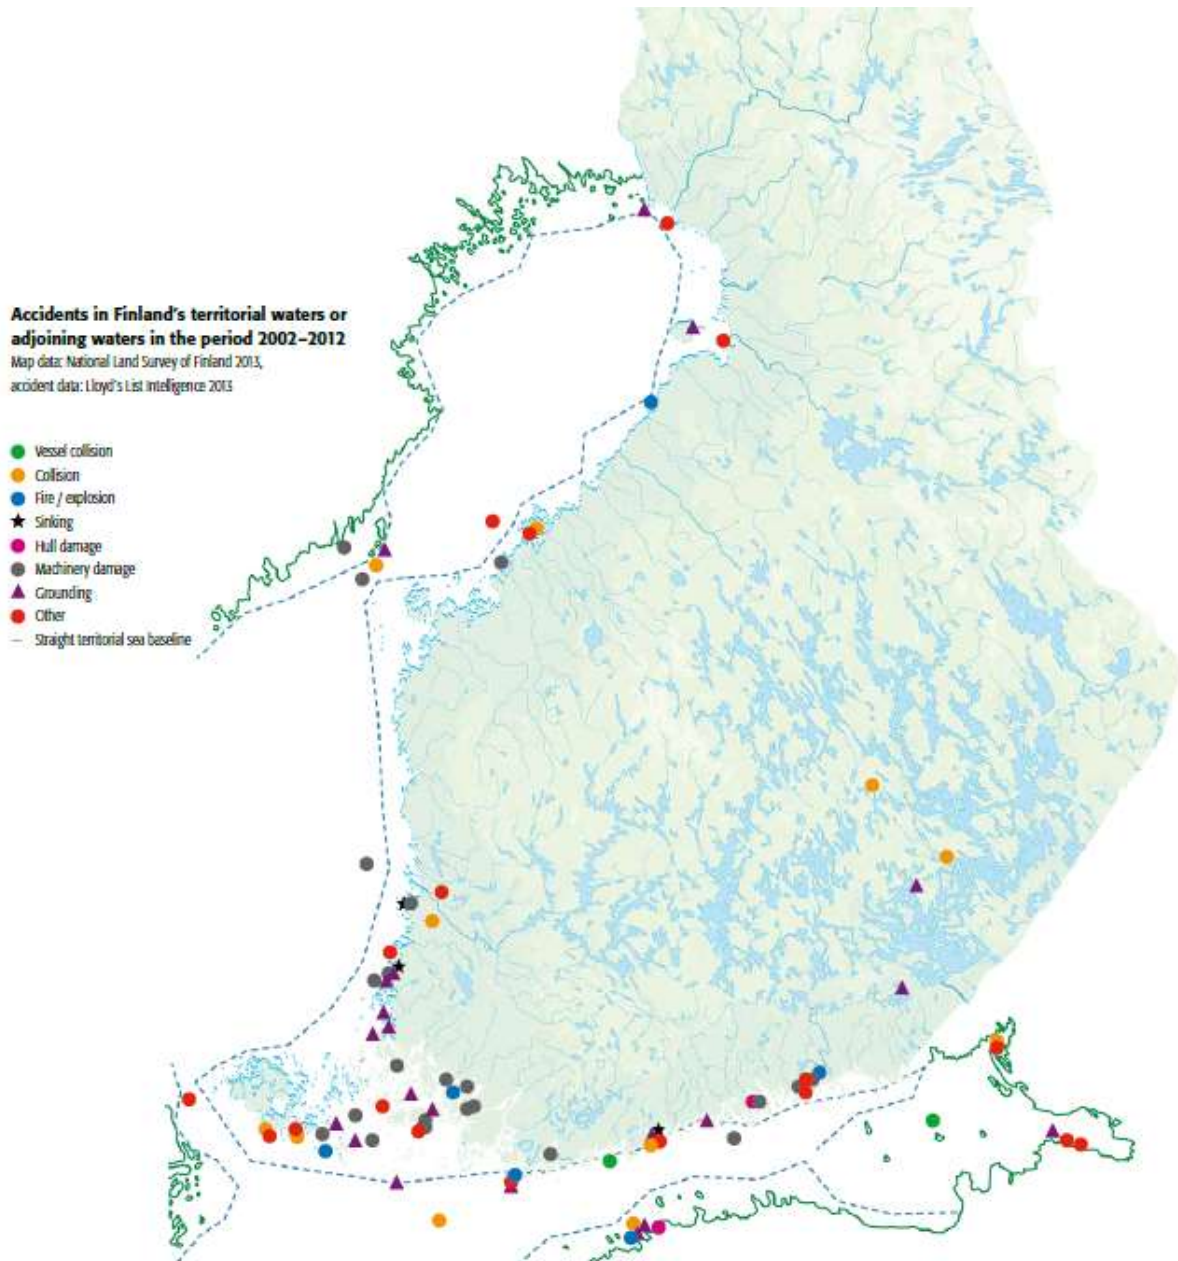 Accidents in Finland's territorial waters or
adjoining waters in the period 2002–2012
Map data: National Land Survey of Finland 2013,
accident data: Lloyd's List Intelligence 2013
Vessel collision
Collision
Fire / explosion
Sinking
Hull damage
Machinery damage
Grounding
Other
Straight territorial sea baseline